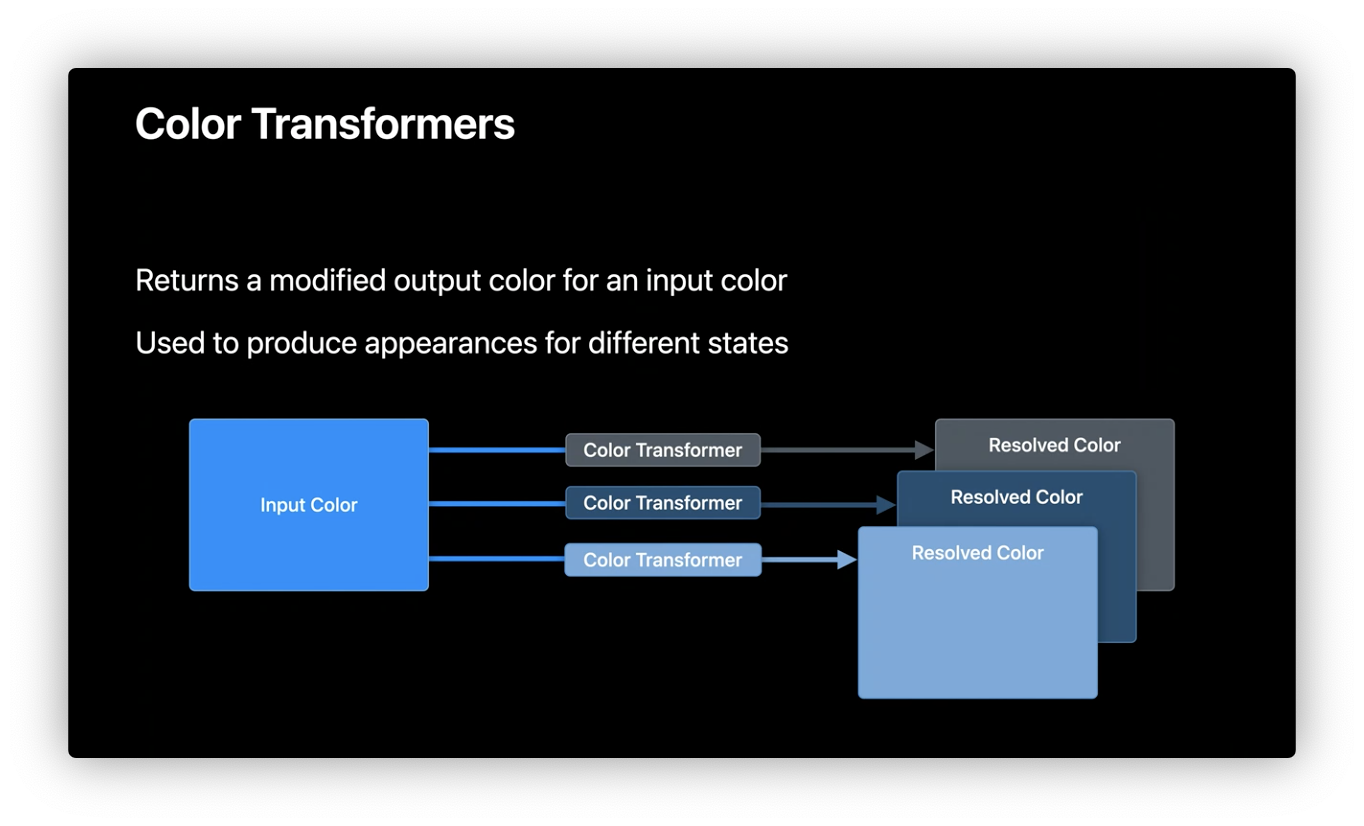 Color Transformers
Returns a modified output color for an input color
Used to produce appearances for different states
Input Color
Color Transformer
Color Transformer
Color Transformer
Resolved Color
Resolved Color
Resolved Color